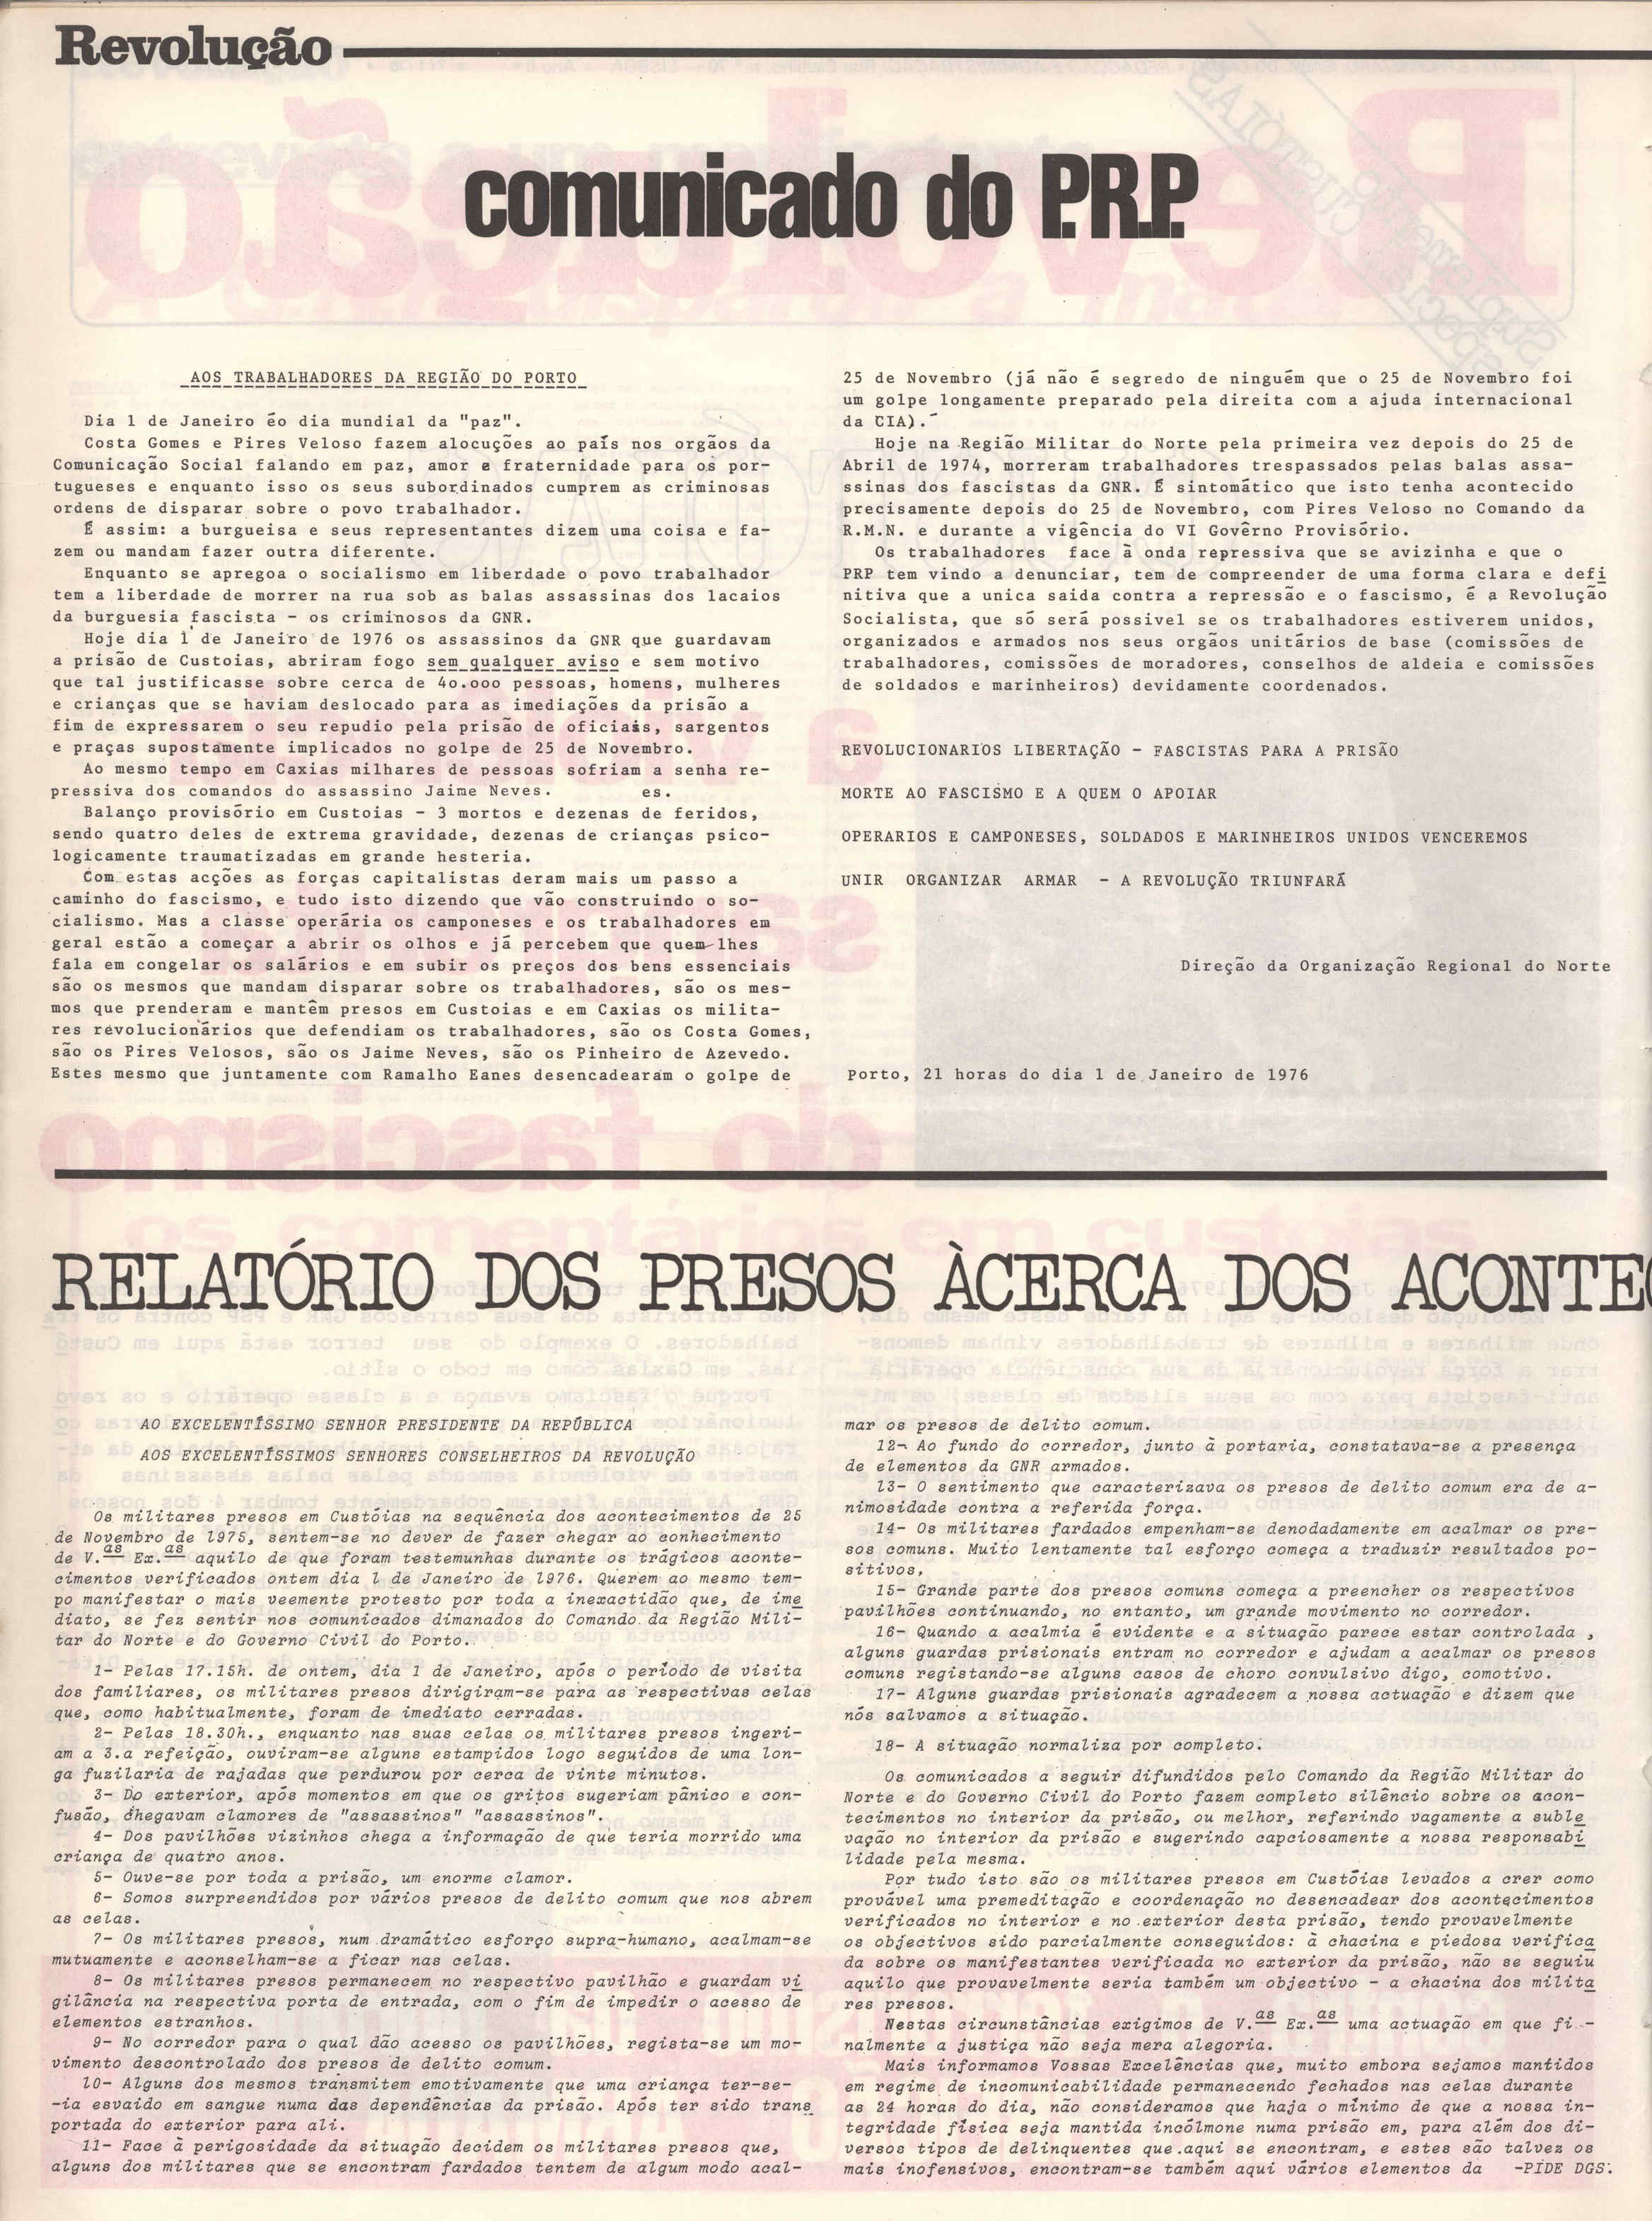 Revolução
comunicado do P.R.P.
AOS TRABALHADORES DA REGIÃO DO PORTO
Dia 1 de Janeiro éo dia mundial da "paz".
Costa Gomes e Pires Veloso fazem alocuções ao país nos orgãos da
Comunicação Social falando em paz, amor e fraternidade para os por-
tugueses e enquanto isso os seus subordinados cumprem as criminosas
ordens de disparar sobre o povo trabalhador.
É assim: a burgueisa e seus representantes dizem uma coisa e fa-
zem ou mandam fazer outra diferente.
Enquanto se apregoa o socialismo em liberdade o povo trabalhador
tem a liberdade de morrer na rua sob as balas assassinas dos lacaios
da burguesia fascista - os criminosos da GNR.
Hoje dia 1 de Janeiro de 1976 os assassinos da GNR que guardavam
a prisão de Custoias, abriram fogo sem qualquer aviso e sem motivo
que tal justificasse sobre cerca de 4o.ooo pessoas, homens, mulheres
e crianças que se haviam deslocado para as imediações da prisão a
fim de expressarem o seu repudio pela prisão de oficiais, sargentos
e praças supostamente implicados no golpe de 25 de Novembro.
Ao mesmo tempo em Caxias milhares de pessoas sofriam a senha re-
pressiva dos comandos do assassino Jaime Neves. es.
Balanço provisório em Custoias - 3 mortos e dezenas de feridos,
sendo quatro deles de extrema gravidade, dezenas de crianças psico-
logicamente traumatizadas em grande hesteria.
Com estas acções as forças capitalistas deram mais um passo a
caminho do fascismo, e tudo isto dizendo que vão construindo o so-
cialismo. Mas a classe operária os camponeses e os trabalhadores em
geral estão a começar a abrir os olhos e já percebem que quem lhes
fala em congelar os salários e em subir os preços dos bens essenciais
são os mesmos que mandam disparar sobre os trabalhadores, são os mes-
mos que prenderam e mantêm presos em Custoias e em Caxias os milita-
res revolucionários que defendiam os trabalhadores, são os Costa Gomes,
são os Pires Velosos, são os Jaime Neves, são os Pinheiro de Azevedo.
Estes mesmo que juntamente com Ramalho Eanes desencadearam o golpe de
25 de Novembro (já não é segredo de ninguém que o 25 de Novembro foi
um golpe longamente preparado pela direita com a ajuda internacional
da CIA).
Hoje na Região Militar do Norte pela primeira vez depois do 25 de
Abril de 1974, morreram trabalhadores trespassados pelas balas assa-
ssinas dos fascistas da GNR. É sintomático que isto tenha acontecido
precisamente depois do 25 de Novembro, com Pires Veloso no Comando da
R.M.N. e durante a vigência do VI Govêrno Provisório.
Os trabalhadores face à onda repressiva que se avizinha e que o
PRP tem vindo a denunciar, tem de compreender de uma forma clara e defi
nitiva que a unica saida contra a repressão e o fascismo, é a Revolução
Socialista, que só será possivel se os trabalhadores estiverem unidos,
organizados e armados nos seus orgãos unitários de base (comissões de
trabalhadores, comissões de moradores, conselhos de aldeia e comissões
de soldados e marinheiros) devidamente coordenados.
REVOLUCIONARIOS LIBERTAÇÃO - FASCISTAS PARA A PRISÃO
MORTE AO FASCISMO E A QUEM O APOIAR
OPERARIOS E CAMPONESES, SOLDADOS E MARINHEIROS UNIDOS VENCEREMOS
UNIR ORGANIZAR ARMAR - A REVOLUÇÃO TRIUNFARÁ
Direção da Organização Regional do Norte
Porto, 21 horas do dia 1 de Janeiro de 1976
RELATÓRIO DOS PRESOS ÀCERCA DOS ACONTEC
AO EXCELENTÍSSIMO SENHOR PRESIDENTE DA REPÚBLICA
AOS EXCELENTÍSSIMOS SENHORES CONSELHEIROS DA REVOLUÇÃO
Os militares presos em Custóias na sequência dos acontecimentos de 25
de Novembro de 1975, sentem-se no dever de fazer chegar ao conhecimento
de V.as Ex.as aquilo de que foram testemunhas durante os trágicos aconte-
cimentos verificados ontem dia 1 de Janeiro de 1976. Querem ao mesmo tem-
po manifestar o mais veemente protesto por toda a inexactidão que, de ime
diato, se fez sentir nos comunicados dimanados do Comando da Região Mili-
tar do Norte e do Governo Civil do Porto.
1- Pelas 17.15h. de ontem, dia 1 de Janeiro, após o período de visita
dos familiares, os militares presos dirigiram-se para as respectivas celas
que, como habitualmente, foram de imediato cerradas.
2- Pelas 18.30h., enquanto nas suas celas os militares presos ingeri-
am a 3.a refeição, ouviram-se alguns estampidos logo seguidos de uma lon-
ga fuzilaria de rajadas que perdurou por cerca de vinte minutos.
3- Do exterior, após momentos em que os gritos sugeriam pânico e con-
fusão, chegavam clamores de "assassinos" "assassinos".
4- Dos pavilhões vizinhos chega a informação de que teria morrido uma
criança de quatro anos.
5- Ouve-se por toda a prisão, um enorme clamor.
6- Somos surpreendidos por vários presos de delito comum que nos abrem
as celas.
7- Os militares presos, num dramático esforço supra-humano, acalmam-se
mutuamente e aconselham-se a ficar nas celas.
8- Os militares presos permanecem no respectivo pavilhão e guardam vi
gilância na respectiva porta de entrada, com o fim de impedir o acesso de
elementos estranhos.
9- No corredor para o qual dão acesso os pavilhões, regista-se um mo-
vimento descontrolado dos presos de delito comum.
10- Alguns dos mesmos transmitem emotivamente que uma criança ter-se-
-ia esvaido em sangue numa das dependências da prisão. Após ter sido trans
portada do exterior para ali.
11- Face à perigosidade da situação decidem os militares presos que,
alguns dos militares que se encontram fardados tentem de algum modo acal-
mar os presos de delito comum.
12- Ao fundo do corredor, junto à portaria, constatava-se a presença
de elementos da GNR armados.
13- O sentimento que caracterizava os presos de delito comum era de a-
nimosidade contra a referida força.
14- Os militares fardados empenham-se denodadamente em acalmar os pre-
sos comuns. Muito lentamente tal esforço começa a traduzir resultados po-
sitivos,
15- Grande parte dos presos comuns começa a preencher os respectivos
pavilhões continuando, no entanto, um grande movimento no corredor.
16- Quando a acalmia é evidente e a situação parece estar controlada ,
alguns guardas prisionais entram no corredor e ajudam a acalmar os presos
comuns registando-se alguns casos de choro convulsivo digo, comotivo.
17- Alguns guardas prisionais agradecem a nossa actuação e dizem que
nós salvamos a situação.
18- A situação normaliza por completo.
Os comunicados a seguir difundidos pelo Comando da Região Militar do
Norte e do Governo Civil do Porto fazem completo silêncio sobre os acon-
tecimentos no interior da prisão, ou melhor, referindo vagamente a suble
vação no interior da prisão e sugerindo capciosamente a nossa responsabi
lidade pela mesma.
Por tudo isto são os militares presos em Custóias levados a crer como
provável uma premeditação e coordenação no desencadear dos acontecimentos
verificados no interior e no exterior desta prisão, tendo provavelmente
os objectivos sido parcialmente conseguidos: à chacina e piedosa verifica
da sobre os manifestantes verificada no exterior da prisão, não se seguiu
aquilo que provavelmente seria também um objectivo - a chacina dos milita
res presos.
Nestas circunstâncias exigimos de V.as Ex.as uma actuação em que fi-
nalmente a justiça não seja mera alegoria.
Mais informamos Vossas Excelências que, muito embora sejamos mantidos
em regime de incomunicabilidade permanecendo fechados nas celas durante
as 24 horas do dia, não consideramos que haja o mínimo de que a nossa in-
tegridade física seja mantida incólmone numa prisão em, para além dos di-
versos tipos de delinquentes que aqui se encontram, e estes são talvez os
mais inofensivos, encontram-se também aqui vários elementos da -PIDE DGS.